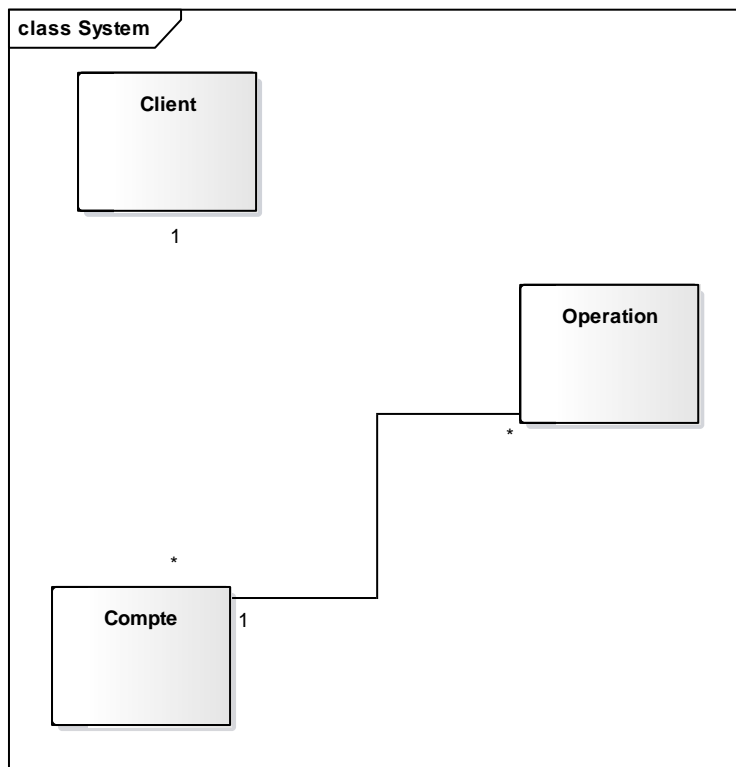 class System
Client
1
Operation
*
*
Compte
1